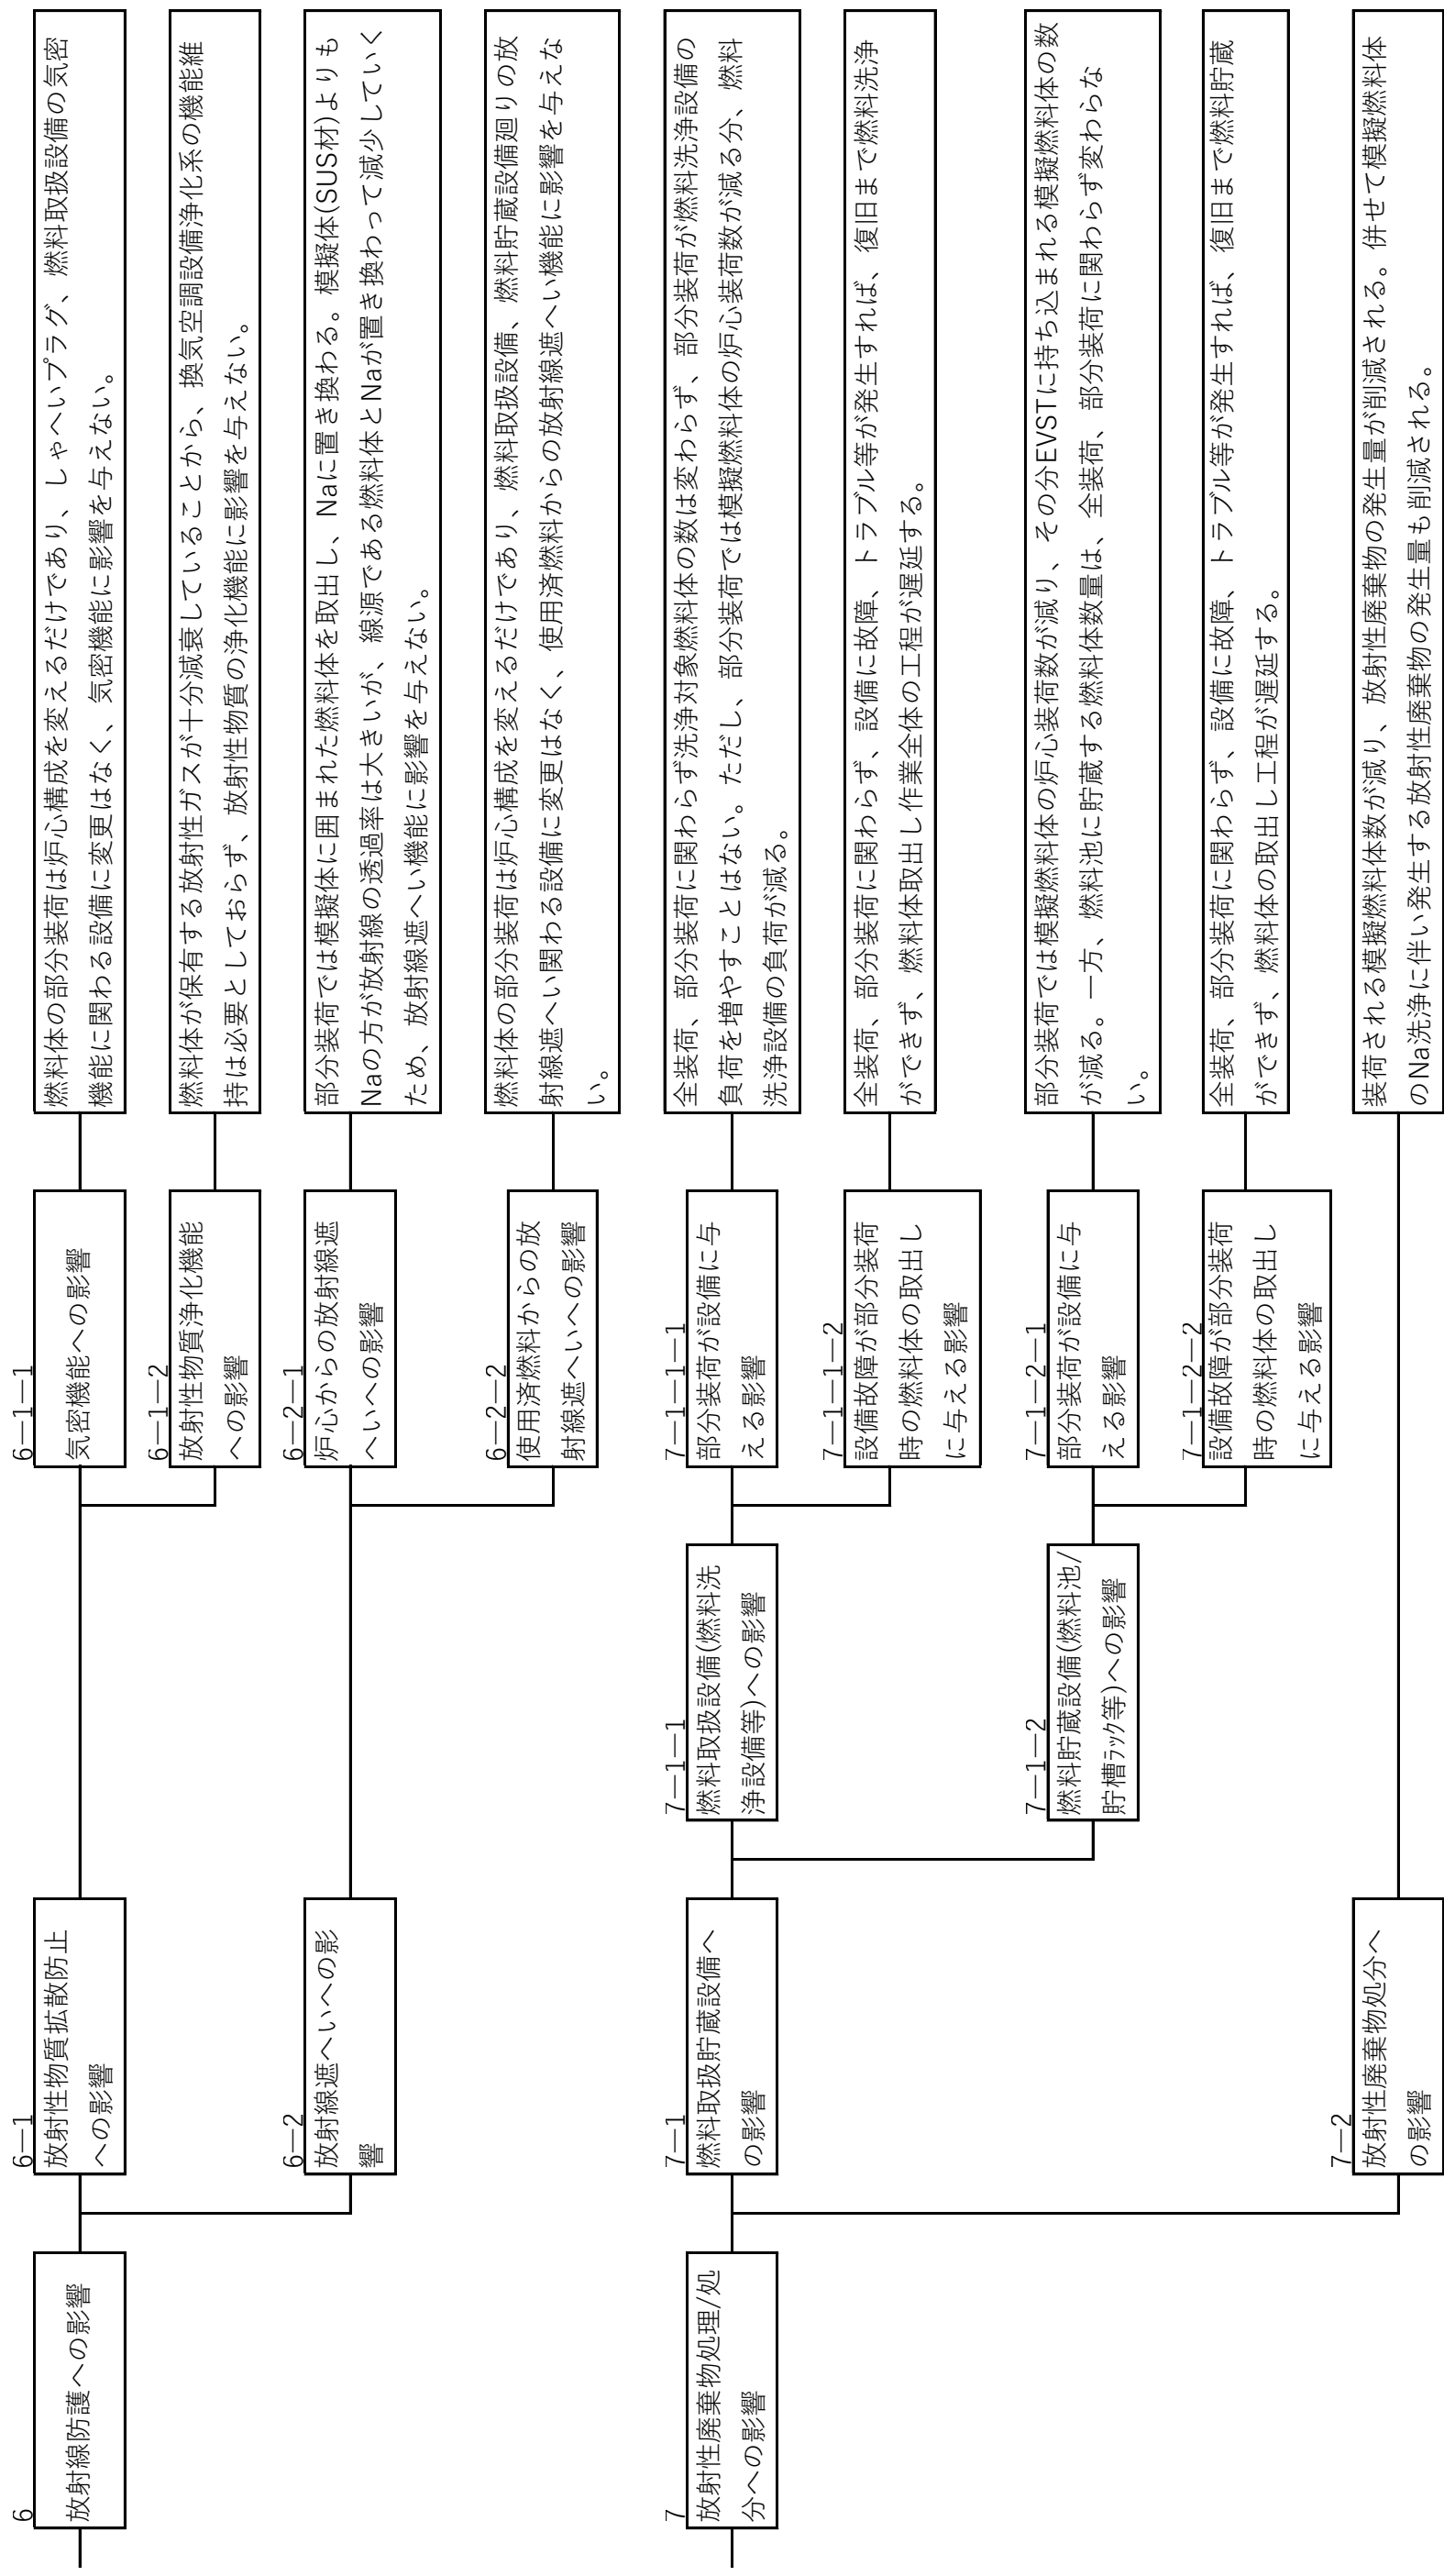 6
放射線防護への影響
6―1
放射性物質拡散防止
への影響
6―1―1
気密機能への影響
燃料体の部分装荷は炉心構成を変えるだけであり、しゃへいプラグ、燃料取扱設備の気密
機能に関わる設備に変更はなく、気密機能に影響を与えない。
6―1―2
放射性物質浄化機能
への影響
燃料体が保有する放射性ガスが十分減衰していることから、換気空調設備浄化系の機能維
持は必要としておらず、放射性物質の浄化機能に影響を与えない。
6―2
放射線遮へいへの影
響
6―2―1
炉心からの放射線遮
へいへの影響
部分装荷では模擬体に囲まれた燃料体を取出し、Naに置き換わる。模擬体(SUS材)よりも
Naの方が放射線の透過率は大きいが、線源である燃料体とNaが置き換わって減少していく
ため、放射線遮へい機能に影響を与えない。
6―2―2
使用済燃料からの放
射線遮へいへの影響
燃料体の部分装荷は炉心構成を変えるだけであり、燃料取扱設備、燃料貯蔵設備廻りの放
射線遮へい関わる設備に変更はなく、使用済燃料からの放射線遮へい機能に影響を与えな
い。
7
放射性廃棄物処理/処
分への影響
7―1
燃料取扱貯蔵設備へ
の影響
7―1―1
燃料取扱設備(燃料洗
浄設備等)への影響
7―1―1―1
部分装荷が設備に与
える影響
全装荷、部分装荷に関わらず洗浄対象燃料体の数は変わらず、部分装荷が燃料洗浄設備の
負荷を増やすことはない。ただし、部分装荷では模擬燃料体の炉心装荷数が減る分、燃料
洗浄設備の負荷が減る。
7―1―1―2
設備故障が部分装荷
時の燃料体の取出し
に与える影響
全装荷、部分装荷に関わらず、設備に故障、トラブル等が発生すれば、復旧まで燃料洗浄
ができず、燃料体取出し作業全体の工程が遅延する。
7―1―2
燃料貯蔵設備(燃料池/
貯槽ﾗｯｸ等)への影響
7―1―2―1
部分装荷が設備に与
える影響
部分装荷では模擬燃料体の炉心装荷数が減り、その分EVSTに持ち込まれる模擬燃料体の数
が減る。一方、燃料池に貯蔵する燃料体数量は、全装荷、部分装荷に関わらず変わらな
い。
7―1―2―2
設備故障が部分装荷
時の燃料体の取出し
に与える影響
全装荷、部分装荷に関わらず、設備に故障、トラブル等が発生すれば、復旧まで燃料貯蔵
ができず、燃料体の取出し工程が遅延する。
7―2
放射性廃棄物処分へ
の影響
装荷される模擬燃料体数が減り、放射性廃棄物の発生量が削減される。併せて模擬燃料体
のNa洗浄に伴い発生する放射性廃棄物の発生量も削減される。